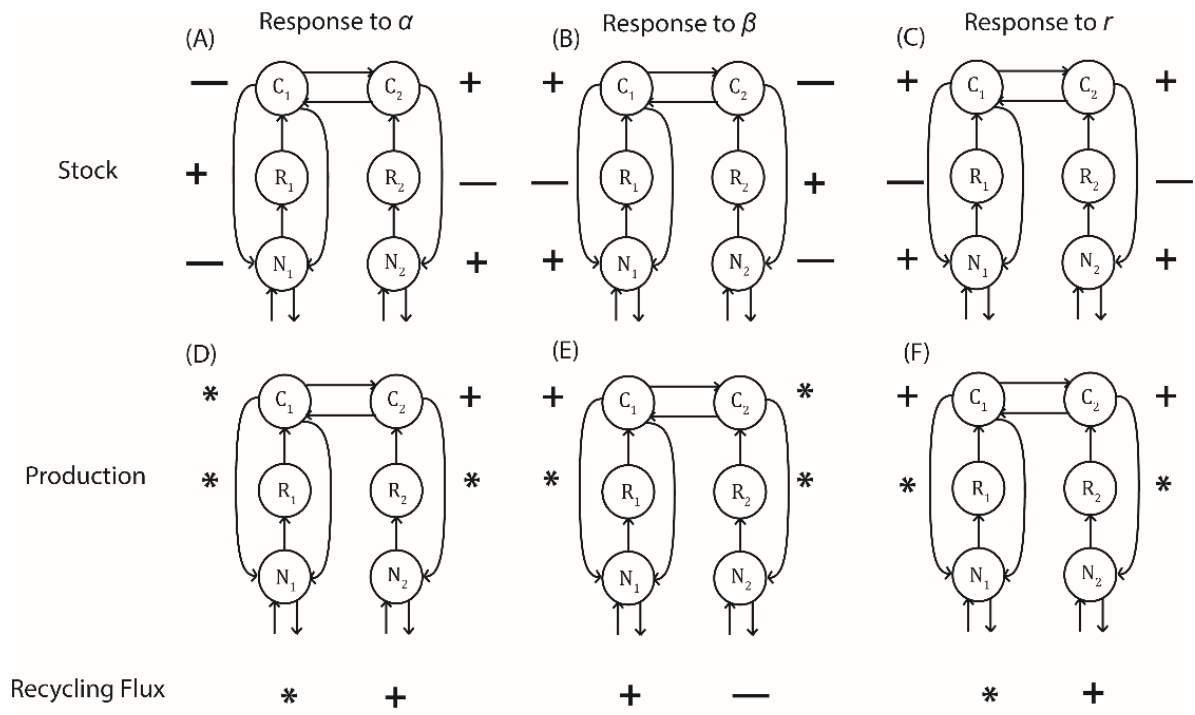 Response to α
Response to β
Response to r
(A)
(B)
(C)
— C₁ C₂ +
+ C₁ C₂ —
+ C₁ C₂ +
Stock
+ R₁ R₂ —
— R₁ R₂ +
— R₁ R₂ —
— N₁ N₂ +
+ N₁ N₂ —
+ N₁ N₂ +
(D)
(E)
(F)
* C₁ C₂ +
+ C₁ C₂ *
+ C₁ C₂ +
Production
* R₁ R₂ *
* R₁ R₂ *
* R₁ R₂ *
N₁ N₂
N₁ N₂
N₁ N₂
Recycling Flux
* +
+ —
* +